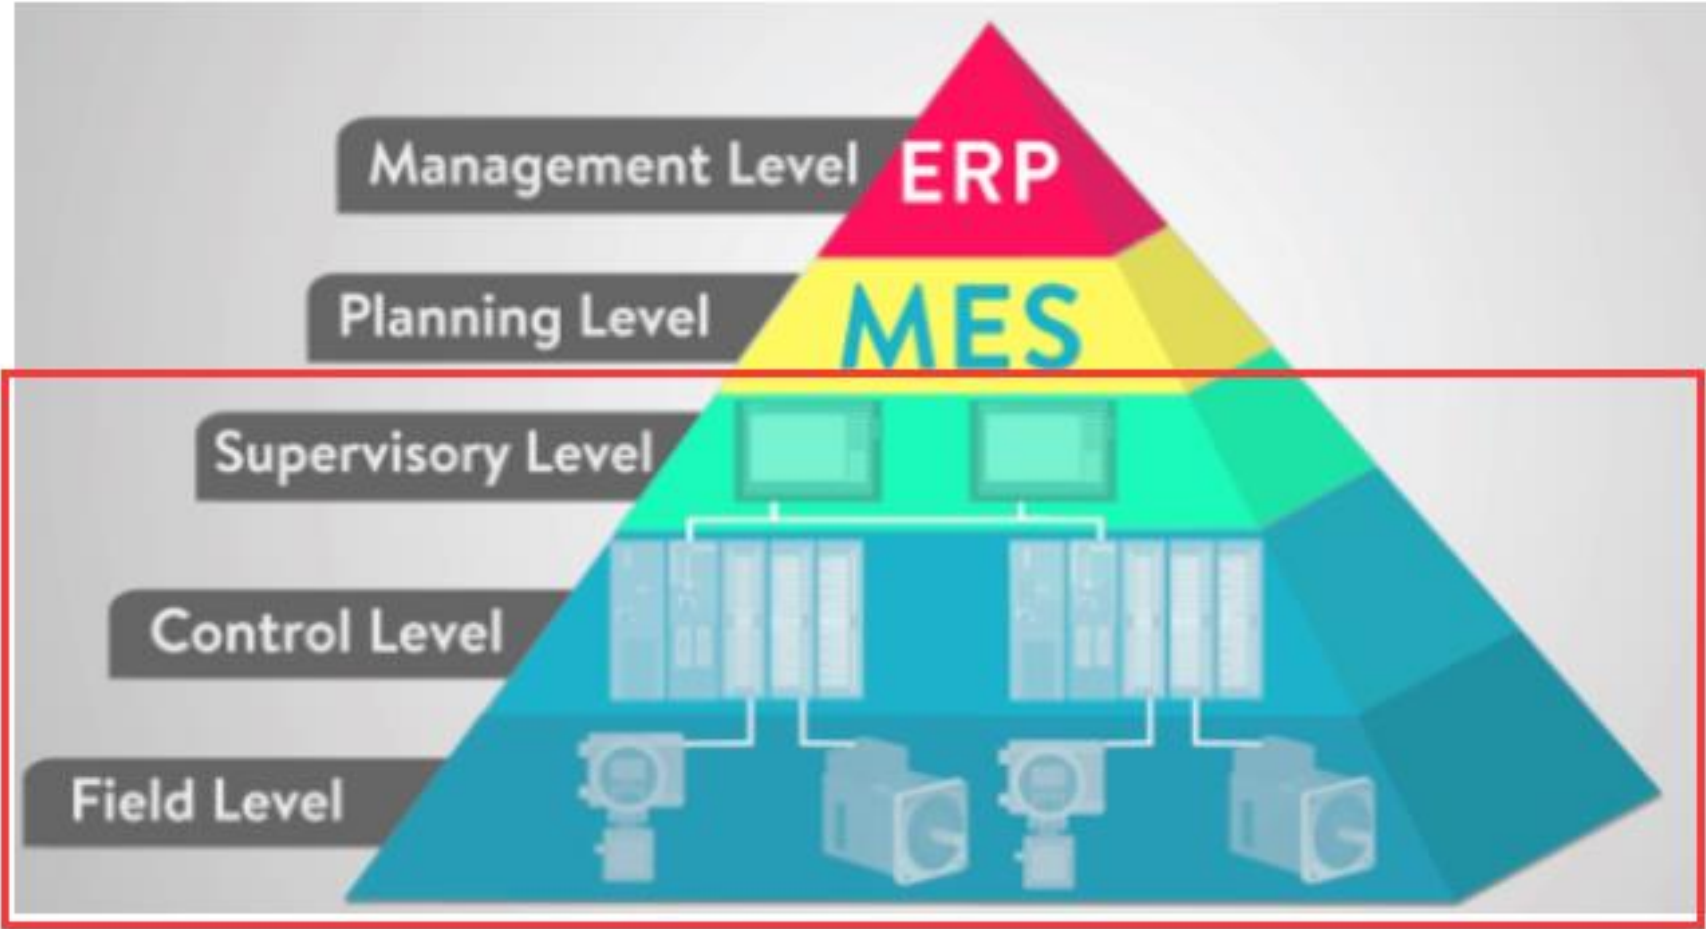 Management Level ERP
Planning Level MES
Supervisory Level
Control Level
Field Level